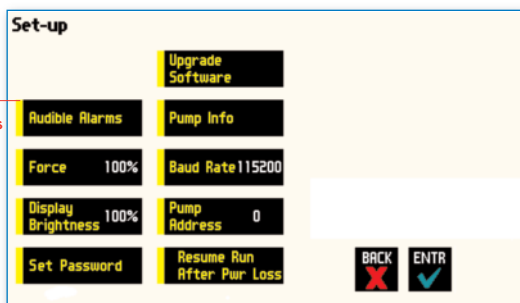 Set-up
Upgrade
Software
Audible Alarms
Pump Info
Force 100%
Baud Rate 115200
Display
Brightness 100%
Pump
Address 0
Set Password
Resume Run
After Pwr Loss
BACK
ENTR